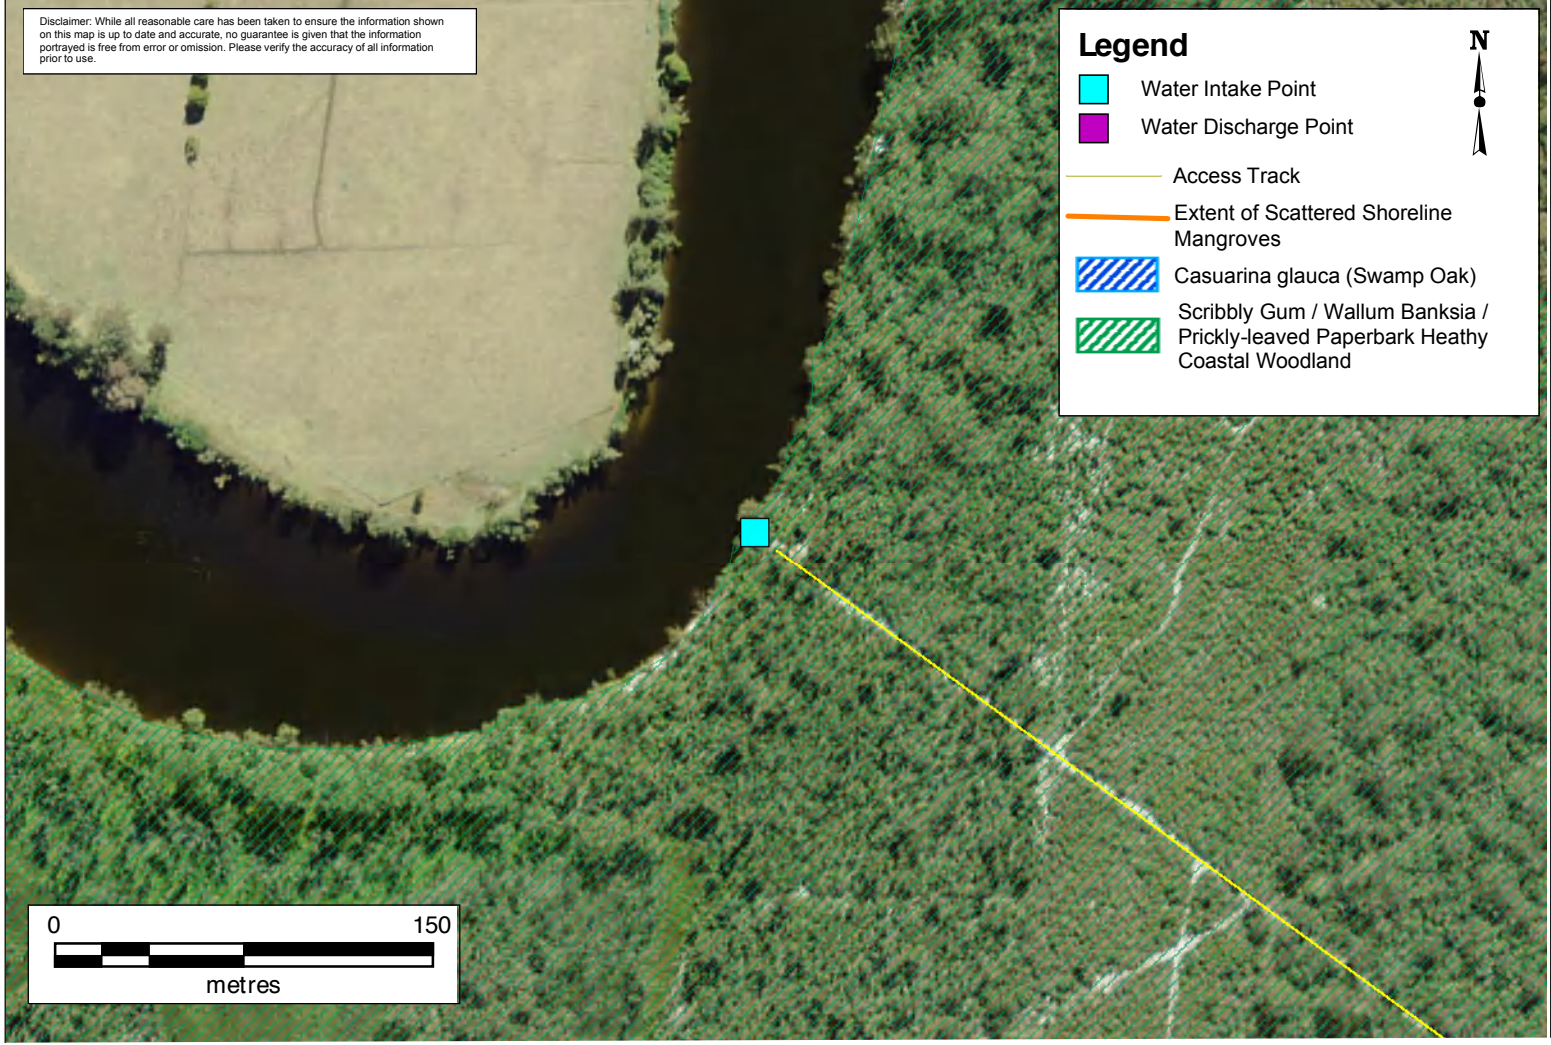 Disclaimer: While all reasonable care has been taken to ensure the information shown
on this map is up to date and accurate, no guarantee is given that the information
portrayed is free from error or omission. Please verify the accuracy of all information
prior to use.
Legend
N
Water Intake Point
Water Discharge Point
Access Track
Extent of Scattered Shoreline
Mangroves
Casuarina glauca (Swamp Oak)
Scribbly Gum / Wallum Banksia /
Prickly-leaved Paperbark Heathy
Coastal Woodland
0 150
metres